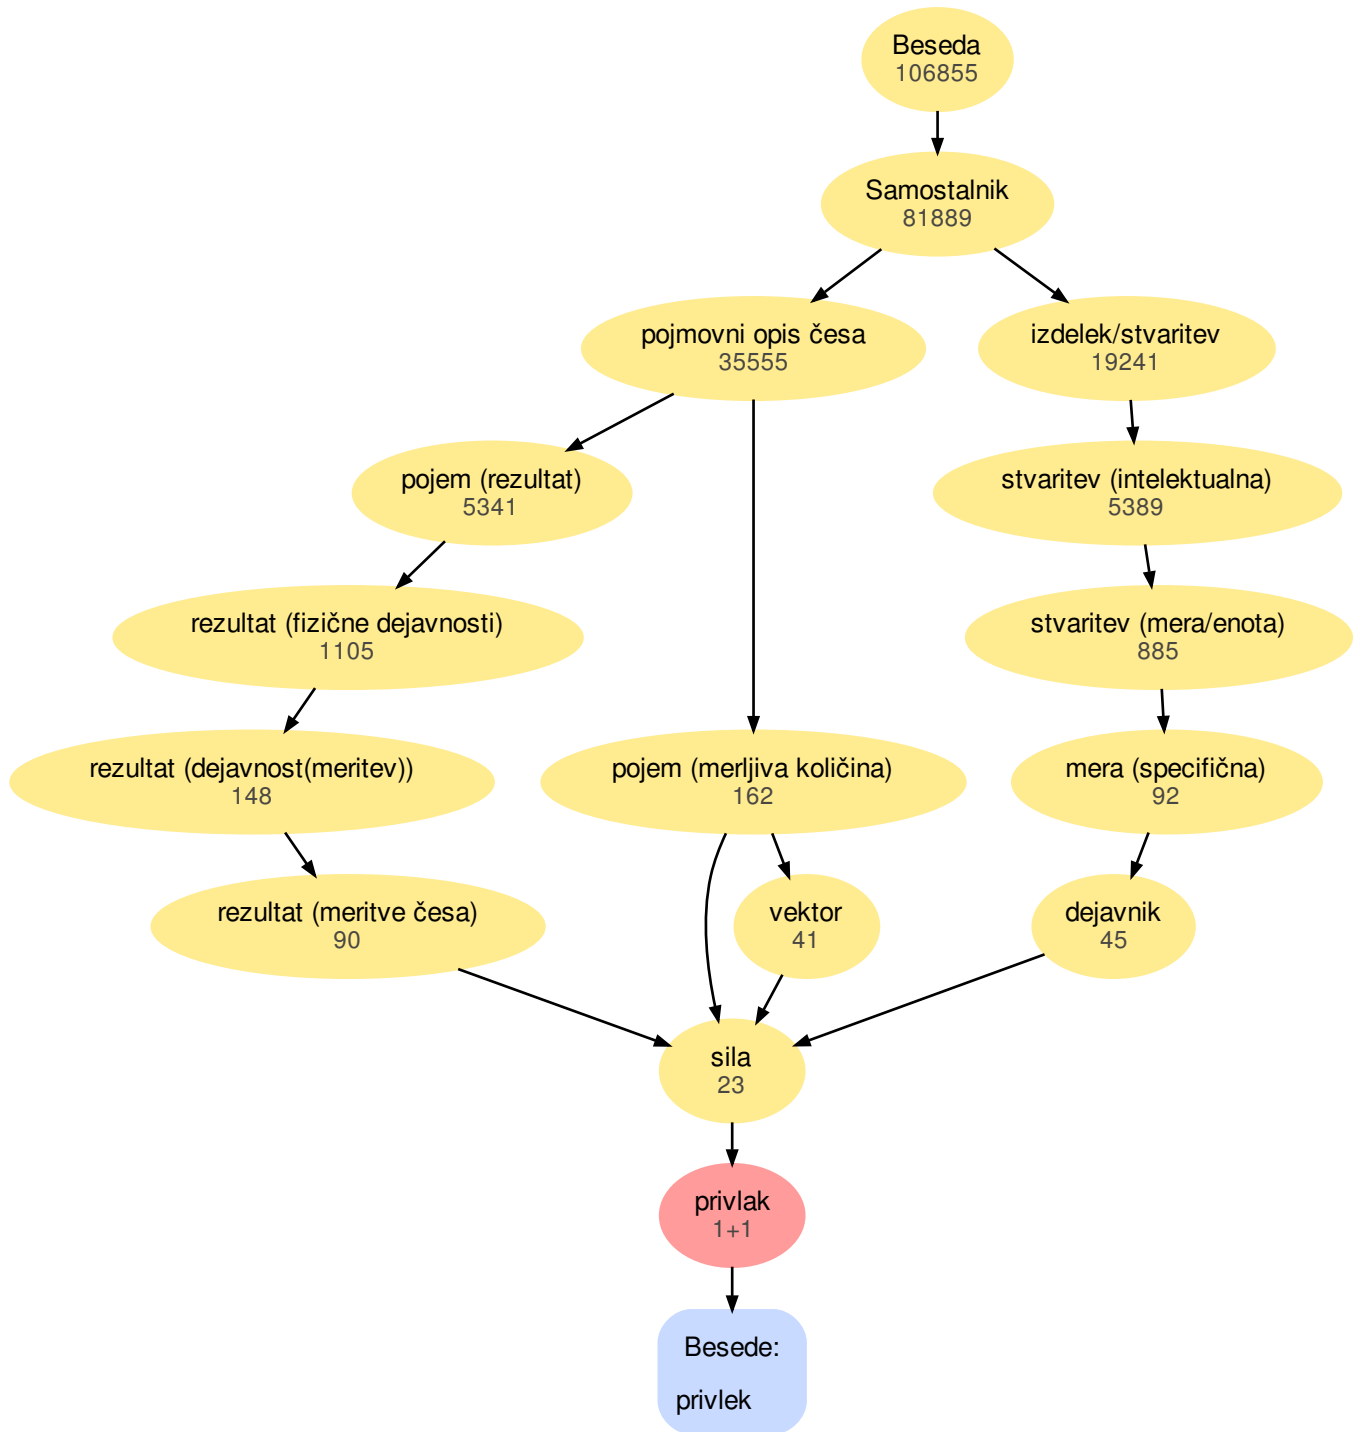 Beseda
106855
Samostalnik
81889
pojmovni opis česa
35555
izdelek/stvaritev
19241
pojem (rezultat)
5341
stvaritev (intelektualna)
5389
rezultat (fizične dejavnosti)
1105
stvaritev (mera/enota)
885
rezultat (dejavnost(meritev))
148
pojem (merljiva količina)
162
mera (specifična)
92
rezultat (meritve česa)
90
vektor
41
dejavnik
45
sila
23
privlak
1+1
Besede:
privlek